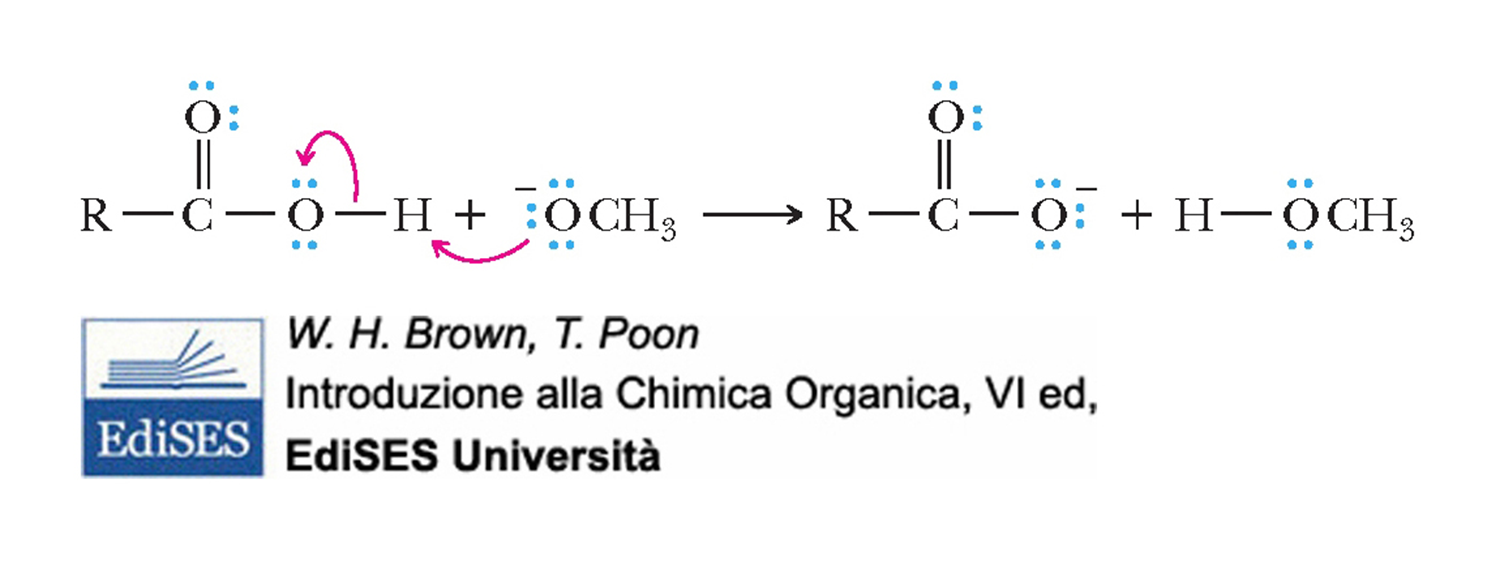 O O
R—C—O—H + ⁻OCH₃ ⟶ R—C—O⁻ + H—OCH₃
W. H. Brown, T. Poon
Introduzione alla Chimica Organica, VI ed,
EdiSES
EdiSES Università